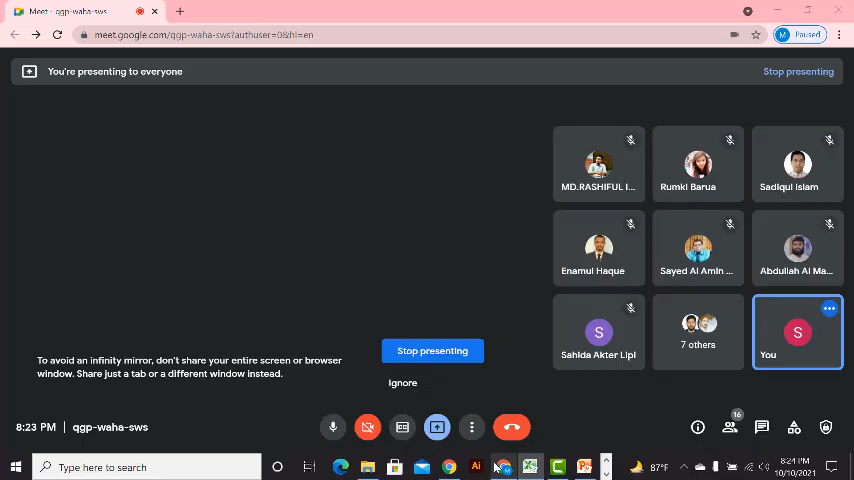 Meet - qgp-waha-sws
meet.google.com/qgp-waha-sws?authuser=0&hl=en
M Paused
You're presenting to everyone
Stop presenting
MD.RASHIFUL I...
Rumki Barua
Sadiqul Islam
Enamul Haque
Sayed Al Amin ...
Abdullah Al Ma...
S
Sahida Akter Lipi
7 others
S
You
To avoid an infinity mirror, don't share your entire screen or browser
window. Share just a tab or a different window instead.
Stop presenting
Ignore
8:23 PM | qgp-waha-sws
16
Type here to search
Ai
M
87°F
8:24 PM
10/10/2021